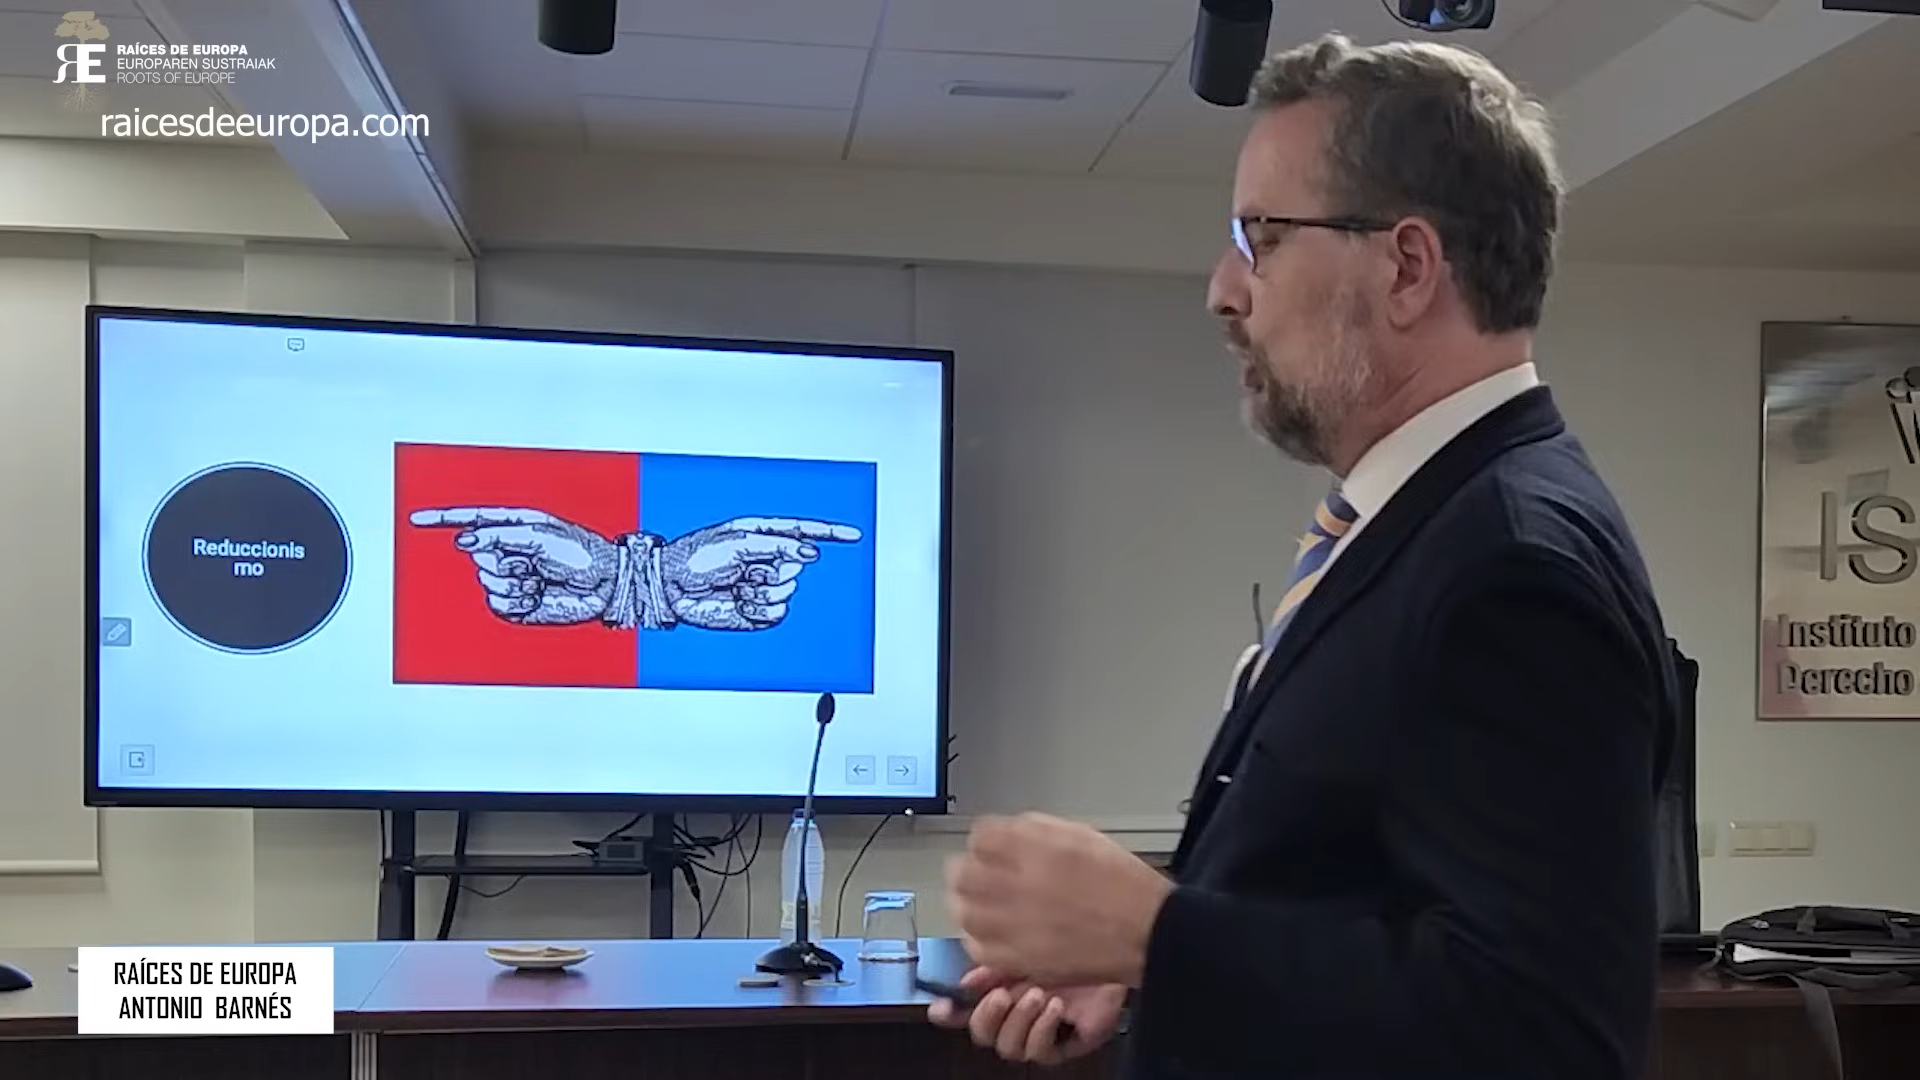 RAÍCES DE EUROPA
EUROPAREN SUSTRAIAK
ROOTS OF EUROPE
raicesdeeuropa.com
Reduccionis
mo
IS
Instituto
Derecho
RAÍCES DE EUROPA
ANTONIO BARNÉS